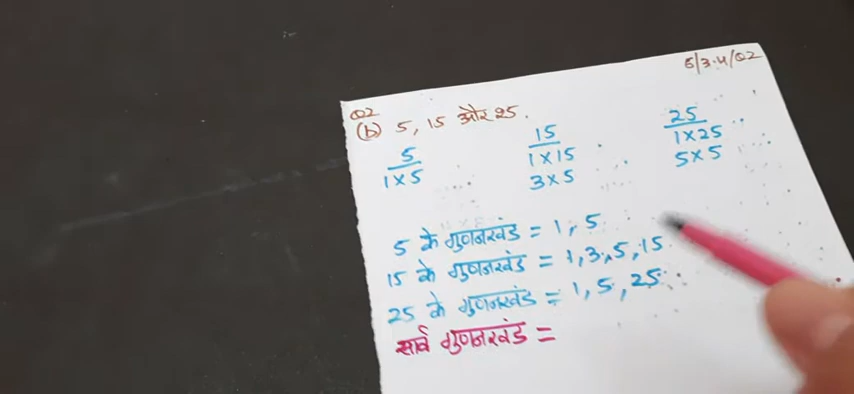 6/3.4/Q2
Q2
(b) 5, 15 और 25.
5 15 25
1×5 1×15 1×25
3×5 5×5
5 के गुणनखंड = 1, 5
15 के गुणनखंड = 1, 3, 5, 15
25 के गुणनखंड = 1, 5, 25
सार्व गुणनखंड =